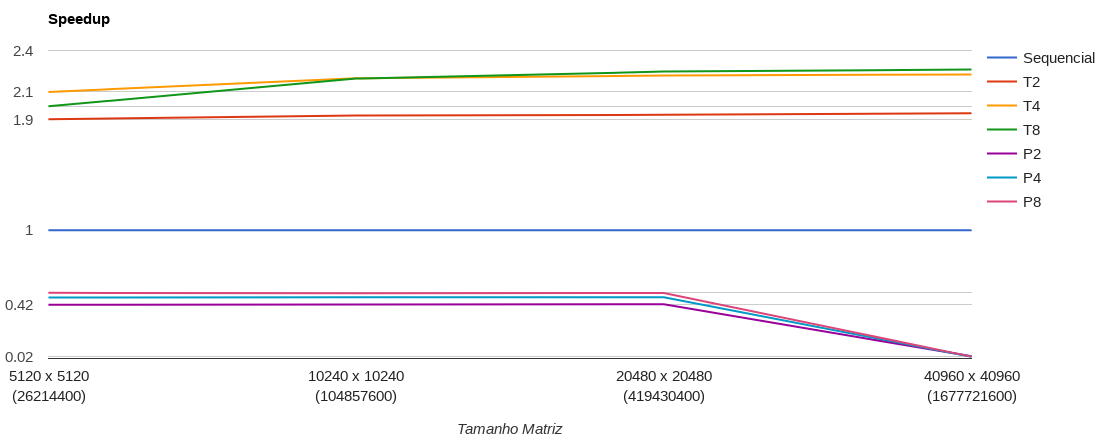 Speedup
2.4
2.1
1.9
1
0.42
0.02
5120 x 5120
(26214400)
10240 x 10240
(104857600)
20480 x 20480
(419430400)
40960 x 40960
(1677721600)
Tamanho Matriz
Sequencial
T2
T4
T8
P2
P4
P8